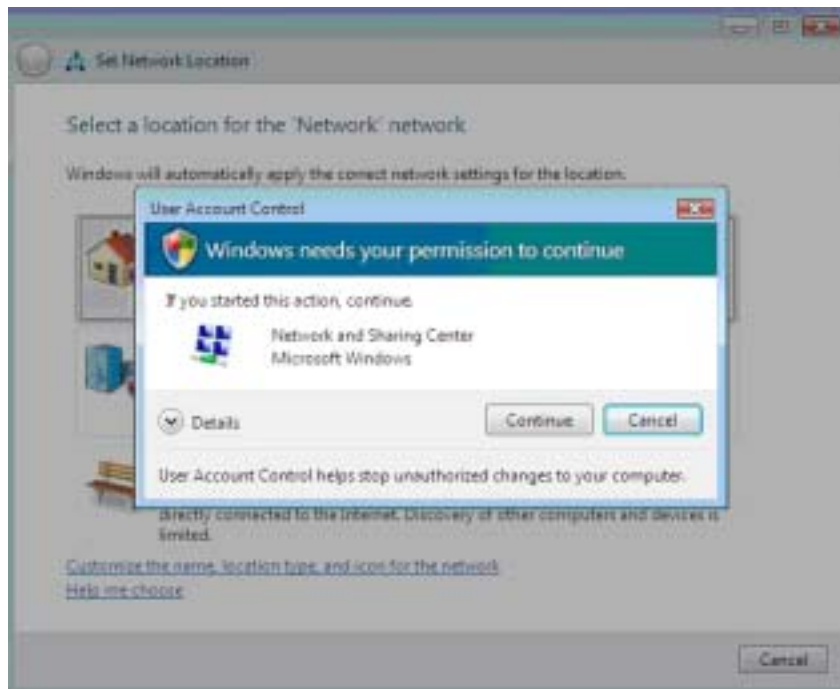 Set Network Location
Select a location for the 'Network' network
Windows will automatically apply the correct network settings for the location.
User Account Control
Windows needs your permission to continue
If you started this action, continue.
Network and Sharing Center
Microsoft Windows
Details
Continue
Cancel
User Account Control helps stop unauthorized changes to your computer.
directly connected to the Internet. Discovery of other computers and devices is
limited.
Customize the name, location type, and icon for the network
Help me choose
Cancel